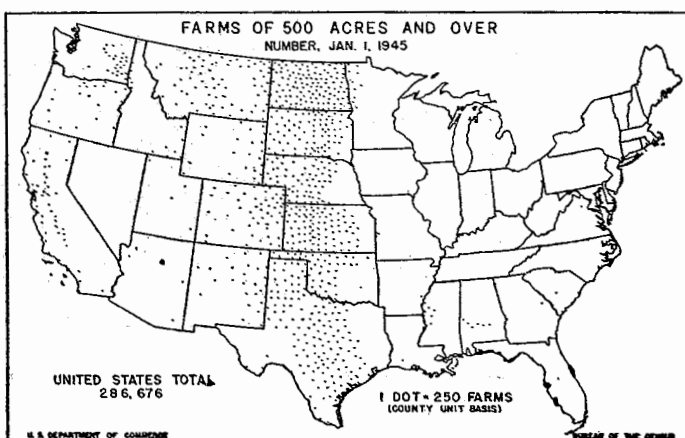 FARMS OF 500 ACRES AND OVER
NUMBER, JAN. 1, 1945
UNITED STATES TOTAL
286,676
1 DOT = 250 FARMS
(COUNTY UNIT BASIS)
U. S. DEPARTMENT OF COMMERCE
BUREAU OF THE CENSUS